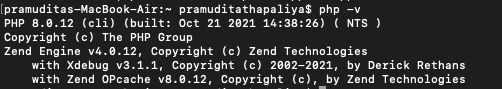 [pramuditas-MacBook-Air:~ pramuditathapaliya$ php -v
PHP 8.0.12 (cli) (built: Oct 21 2021 14:38:26) ( NTS )
Copyright (c) The PHP Group
Zend Engine v4.0.12, Copyright (c) Zend Technologies
    with Xdebug v3.1.1, Copyright (c) 2002-2021, by Derick Rethans
    with Zend OPcache v8.0.12, Copyright (c), by Zend Technologies